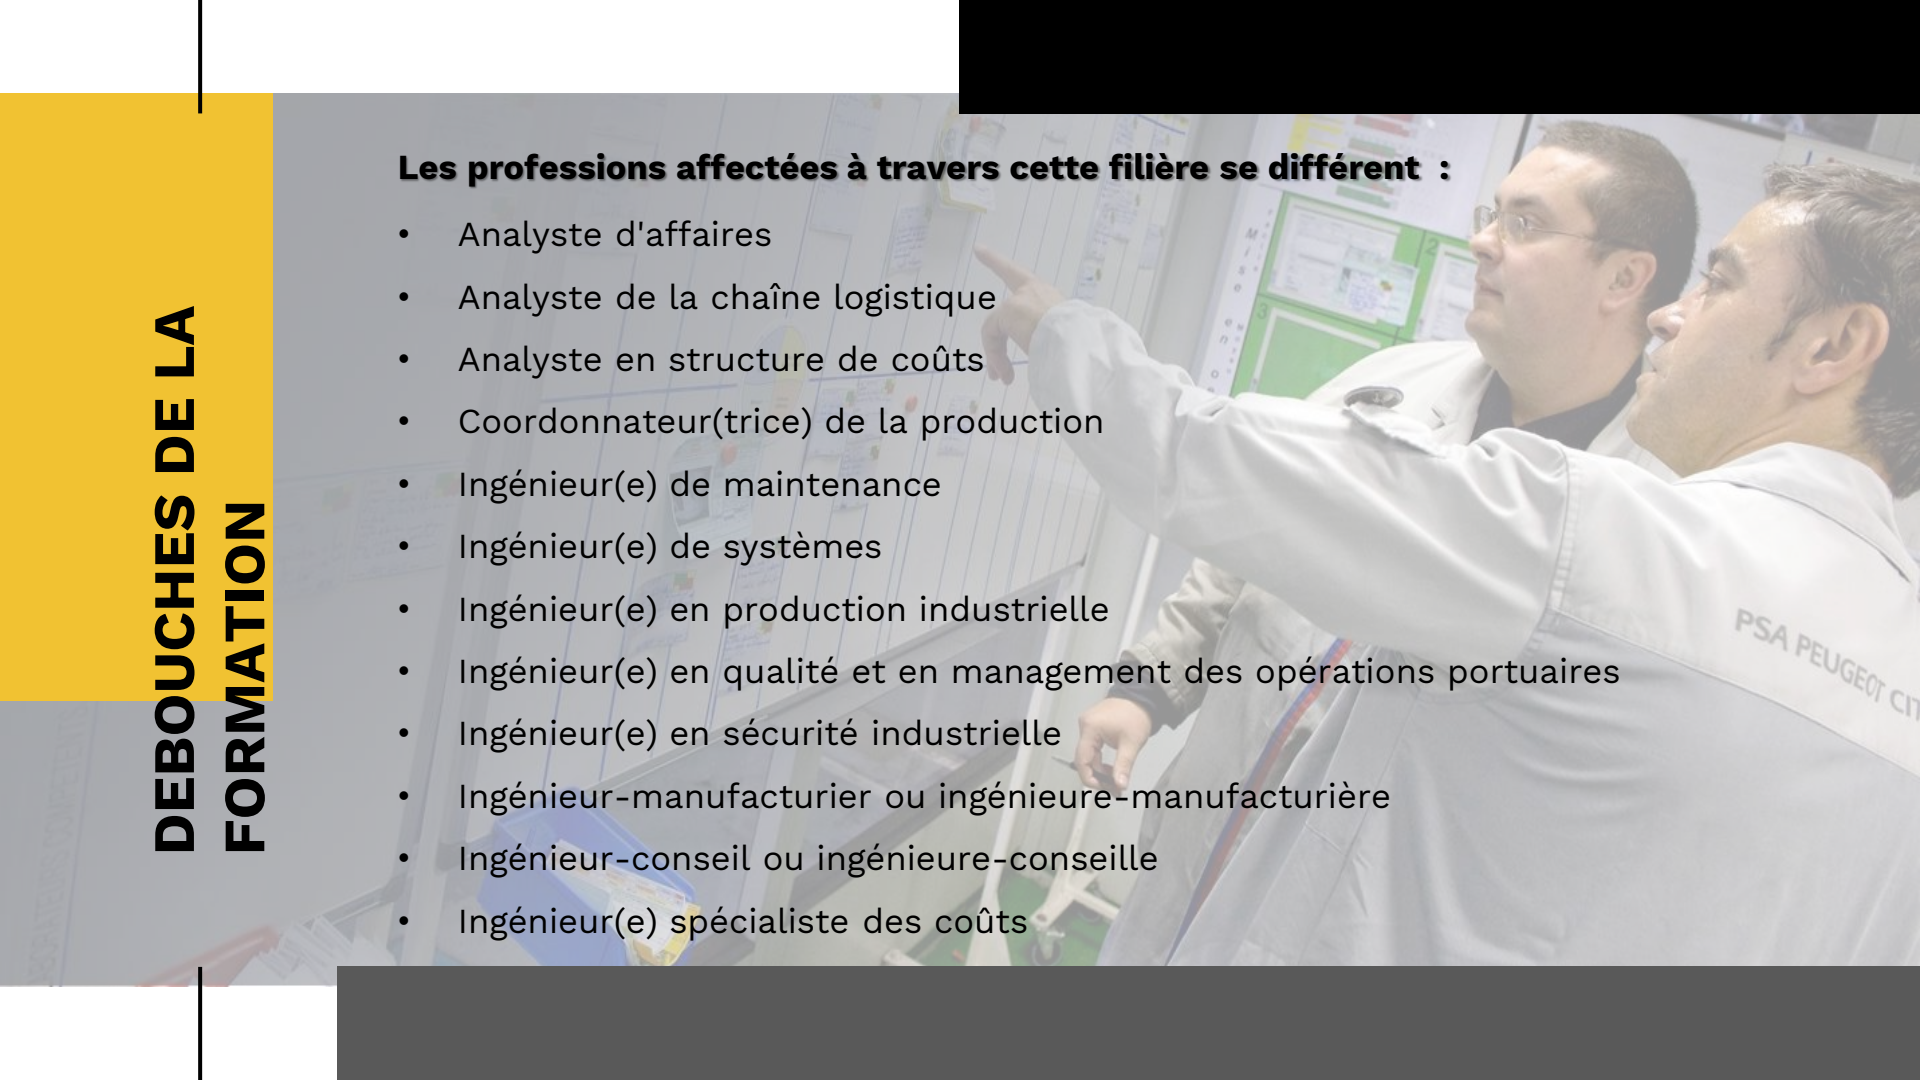 DEBOUCHES DE LA
FORMATION
Les professions affectées à travers cette filière se différent :
• Analyste d'affaires
• Analyste de la chaîne logistique
• Analyste en structure de coûts
• Coordonnateur(trice) de la production
• Ingénieur(e) de maintenance
• Ingénieur(e) de systèmes
• Ingénieur(e) en production industrielle
• Ingénieur(e) en qualité et en management des opérations portuaires
• Ingénieur(e) en sécurité industrielle
• Ingénieur-manufacturier ou ingénieure-manufacturière
• Ingénieur-conseil ou ingénieure-conseille
• Ingénieur(e) spécialiste des coûts
PSA PEUGEOT CIT
2
3